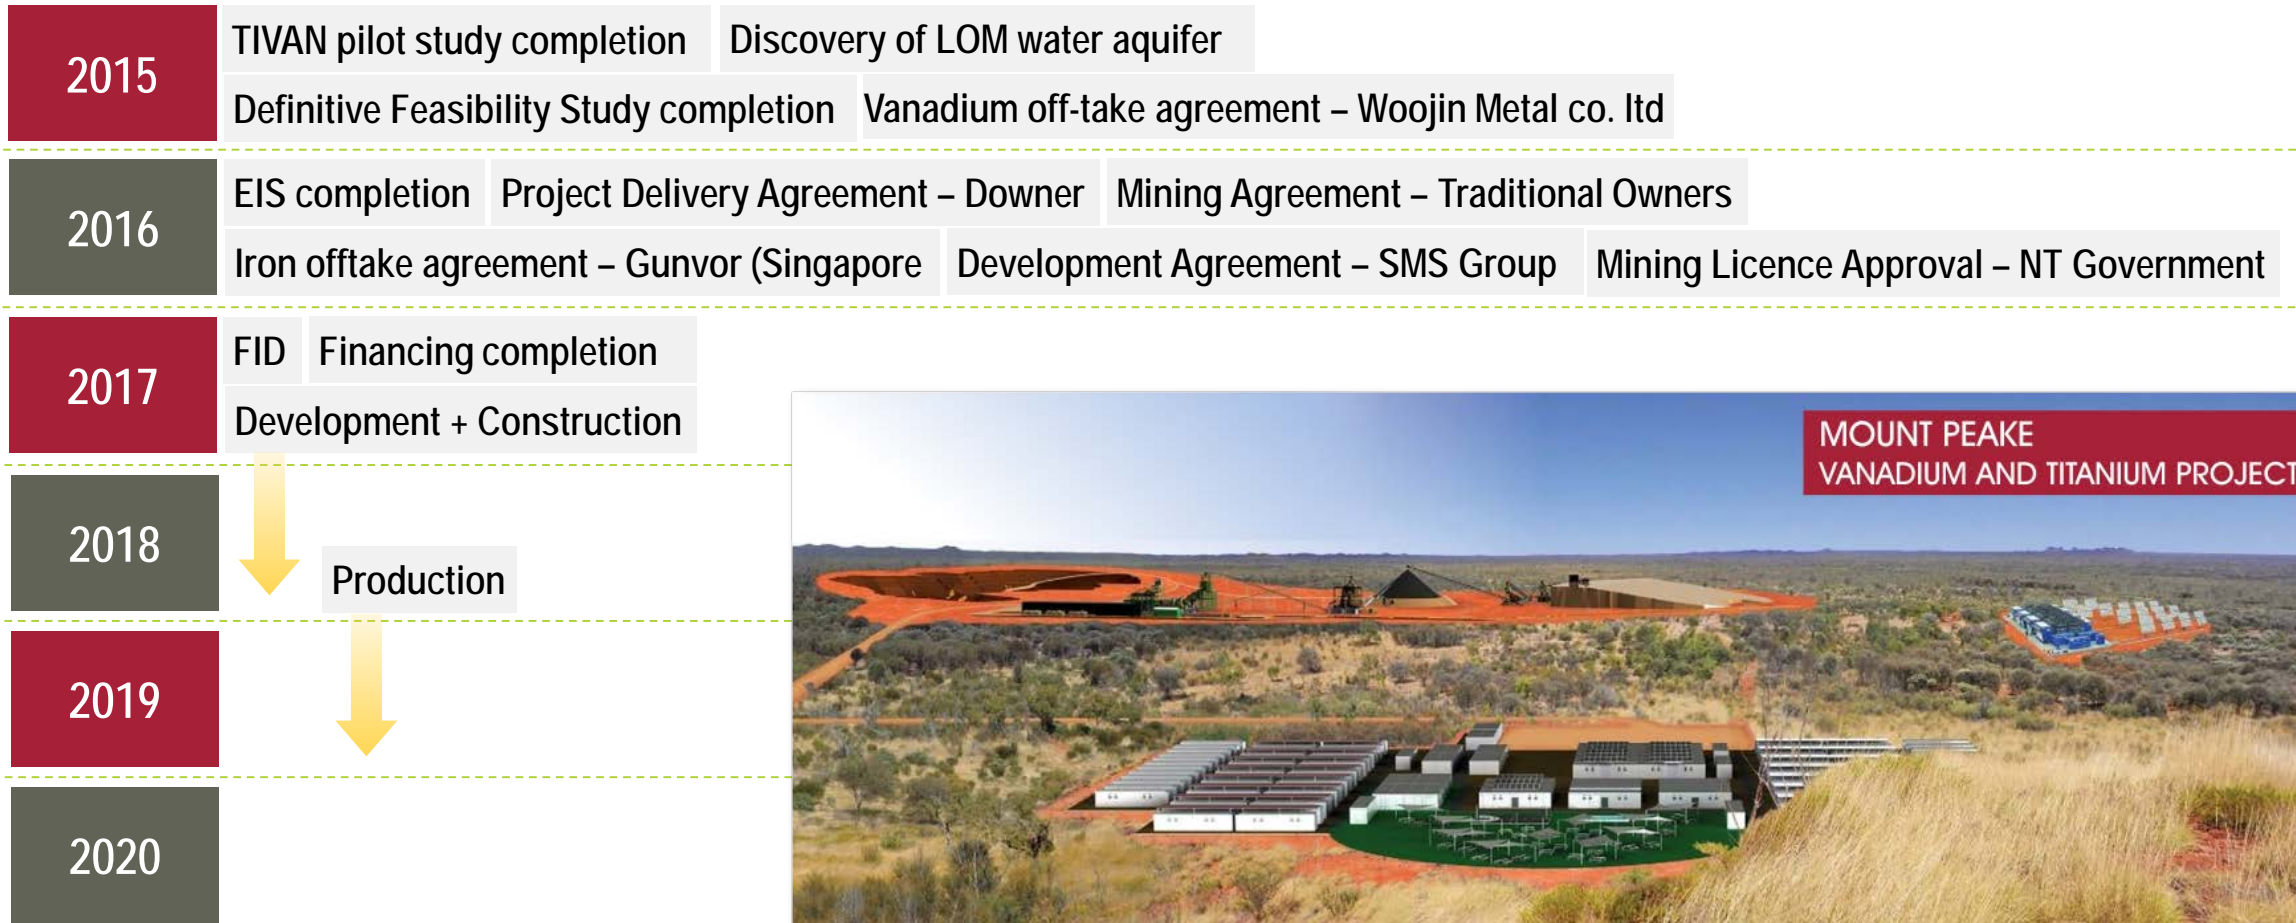 2015
TIVAN pilot study completion
Discovery of LOM water aquifer
Definitive Feasibility Study completion
Vanadium off-take agreement – Woojin Metal co. ltd
2016
EIS completion
Project Delivery Agreement – Downer
Mining Agreement – Traditional Owners
Iron offtake agreement – Gunvor (Singapore
Development Agreement – SMS Group
Mining Licence Approval – NT Government
2017
FID
Financing completion
Development + Construction
MOUNT PEAKE
VANADIUM AND TITANIUM PROJECT
2018
Production
2019
2020